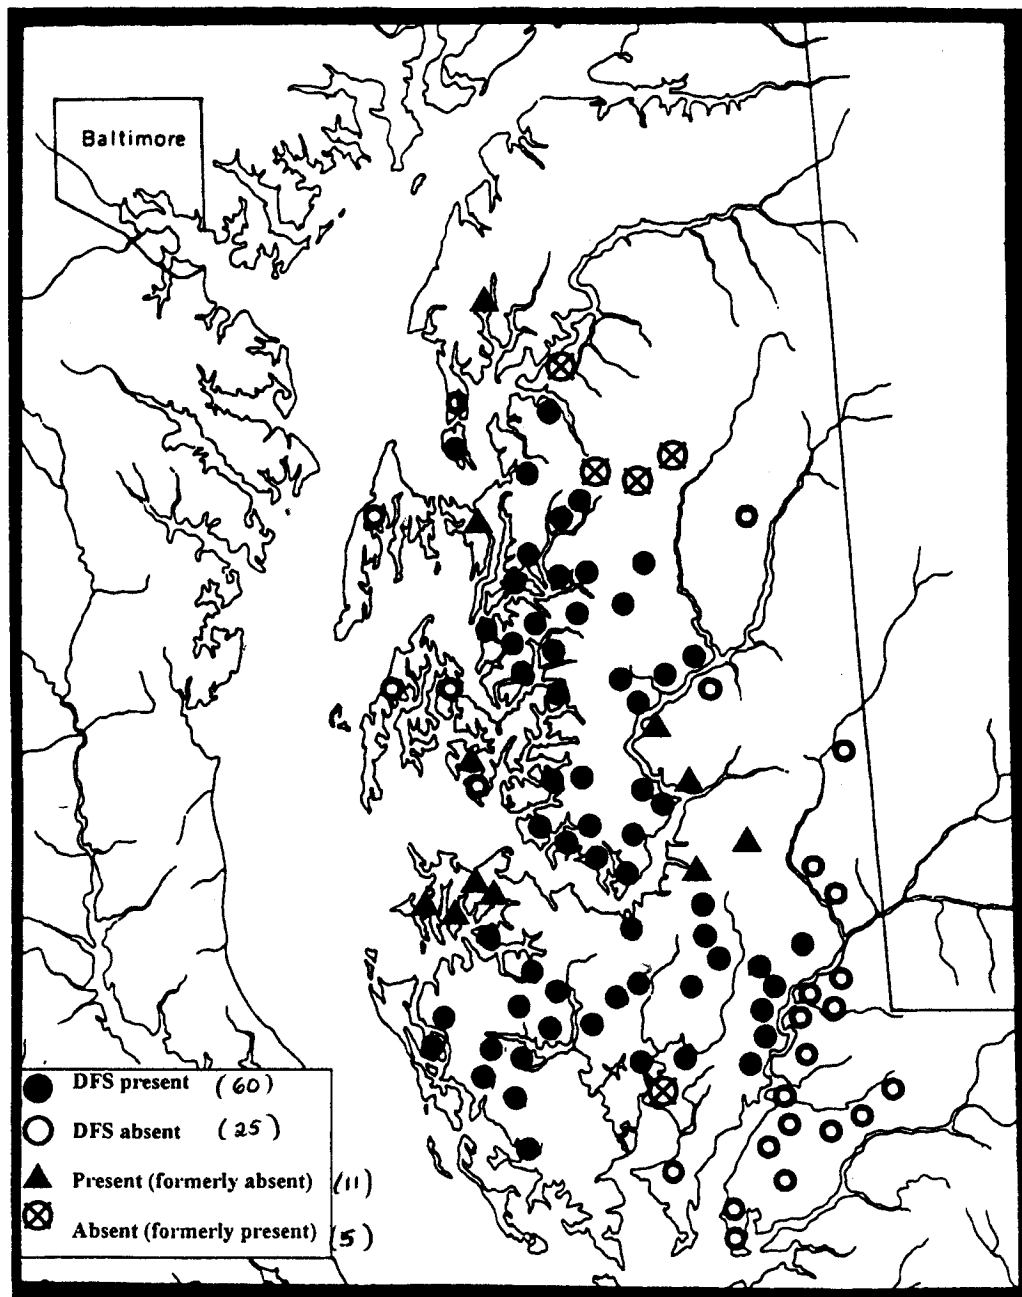 Baltimore
DFS present (60)
DFS absent (25)
Present (formerly absent) (11)
Absent (formerly present) (5)